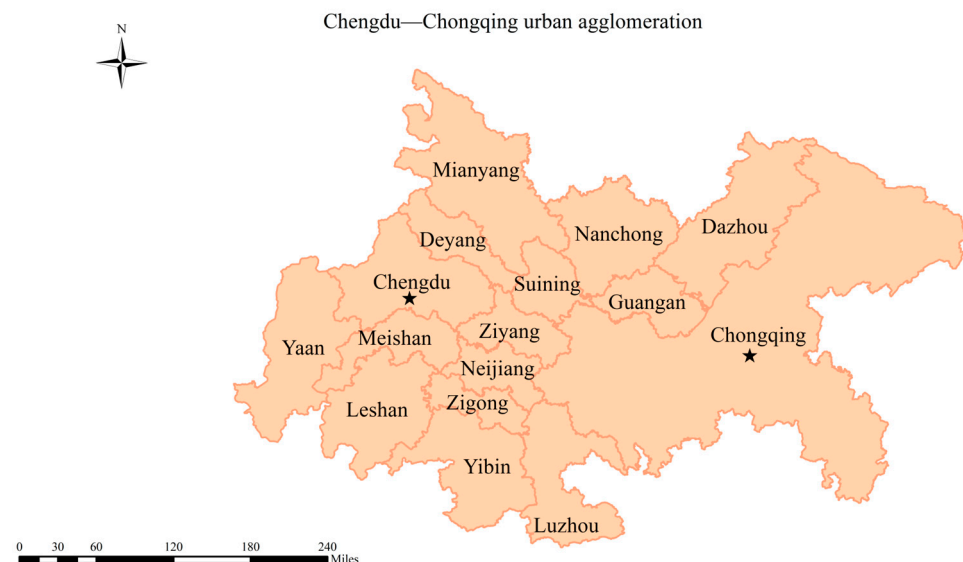 Chengdu—Chongqing urban agglomeration
N
Mianyang
Nanchong
Dazhou
Deyang
Chengdu
Suining
Guangan
Ziyang
Chongqing
Meishan
Yaan
Neijiang
Leshan
Zigong
Yibin
Luzhou
0 30 60 120 180 240
Miles